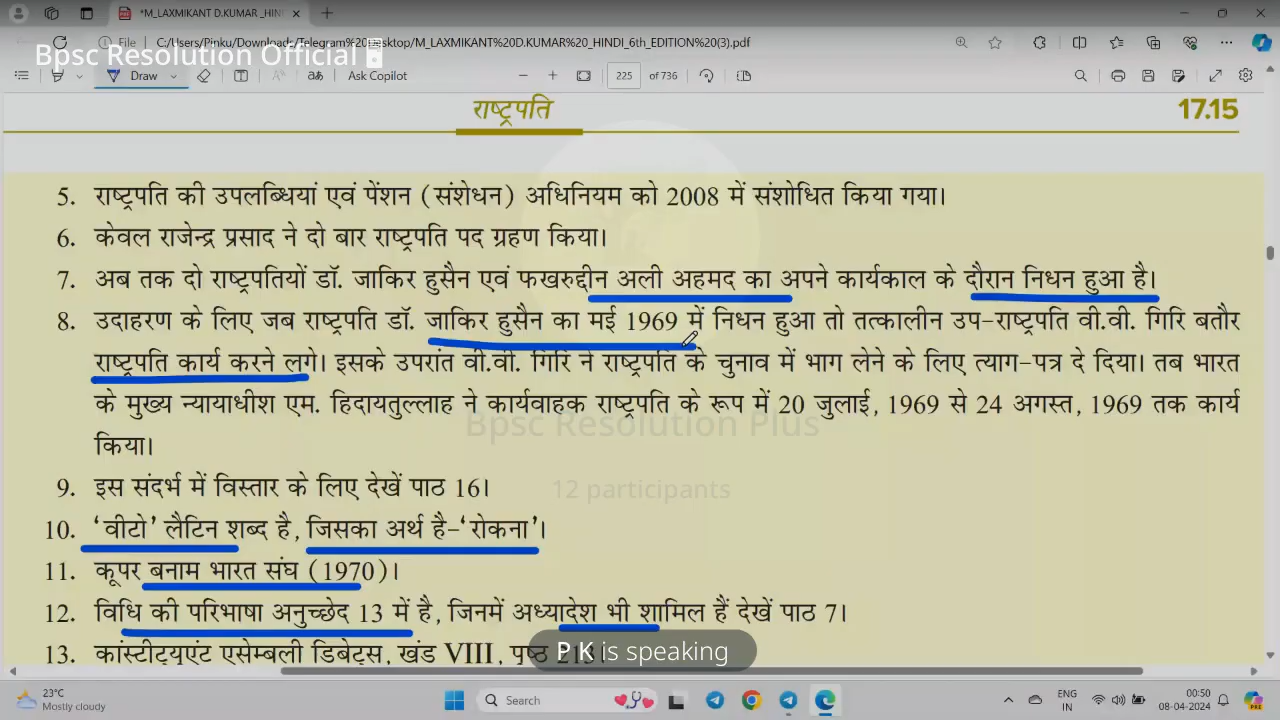 *M_LAXMIKANT D.KUMAR_HINDI
File C:/Users/Pinku/Downloads/Telegram%20Desktop/M_LAXMIKANT%20D.KUMAR%20HINDI%206th%20EDITION%20(3).pdf
Bpsc Resolution Official
Draw Ask Copilot 225 of 736
राष्ट्रपति 17.15
5. राष्ट्रपति की उपलब्धियां एवं पेंशन (संशेधन) अधिनियम को 2008 में संशोधित किया गया।
6. केवल राजेन्द्र प्रसाद ने दो बार राष्ट्रपति पद ग्रहण किया।
7. अब तक दो राष्ट्रपतियों डॉ. जाकिर हुसैन एवं फखरुद्दीन अली अहमद का अपने कार्यकाल के दौरान निधन हुआ है।
8. उदाहरण के लिए जब राष्ट्रपति डॉ. जाकिर हुसैन का मई 1969 में निधन हुआ तो तत्कालीन उप-राष्ट्रपति वी.वी. गिरि बतौर
राष्ट्रपति कार्य करने लगे। इसके उपरांत वी.वी. गिरि ने राष्ट्रपति के चुनाव में भाग लेने के लिए त्याग-पत्र दे दिया। तब भारत
के मुख्य न्यायाधीश एम. हिदायतुल्लाह ने कार्यवाहक राष्ट्रपति के रूप में 20 जुलाई, 1969 से 24 अगस्त, 1969 तक कार्य
Bpsc Resolution Plus
किया।
9. इस संदर्भ में विस्तार के लिए देखें पाठ 16।
12 participants
10. 'वीटो' लैटिन शब्द है, जिसका अर्थ है-'रोकना'।
11. कूपर बनाम भारत संघ (1970)।
12. विधि की परिभाषा अनुच्छेद 13 में है, जिनमें अध्यादेश भी शामिल हैं देखें पाठ 7।
13. कांस्टीट्यूएंट एसेम्बली डिबेट्स, खंड VIII, पृष्ठ
P K is speaking
23°C
Mostly cloudy
Search
ENG
IN
00:50
08-04-2024